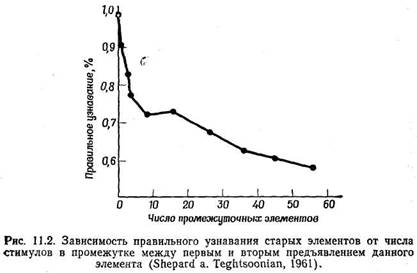 1,0
0,9
б
0,8
0,7
0,6
Правильное узнавание, %
0 10 20 30 40 50 60
Число промежуточных элементов
Рис. 11.2. Зависимость правильного узнавания старых элементов от числа
стимулов в промежутке между первым и вторым предъявлением данного
элемента (Shepard a. Teghtsoonian, 1961).